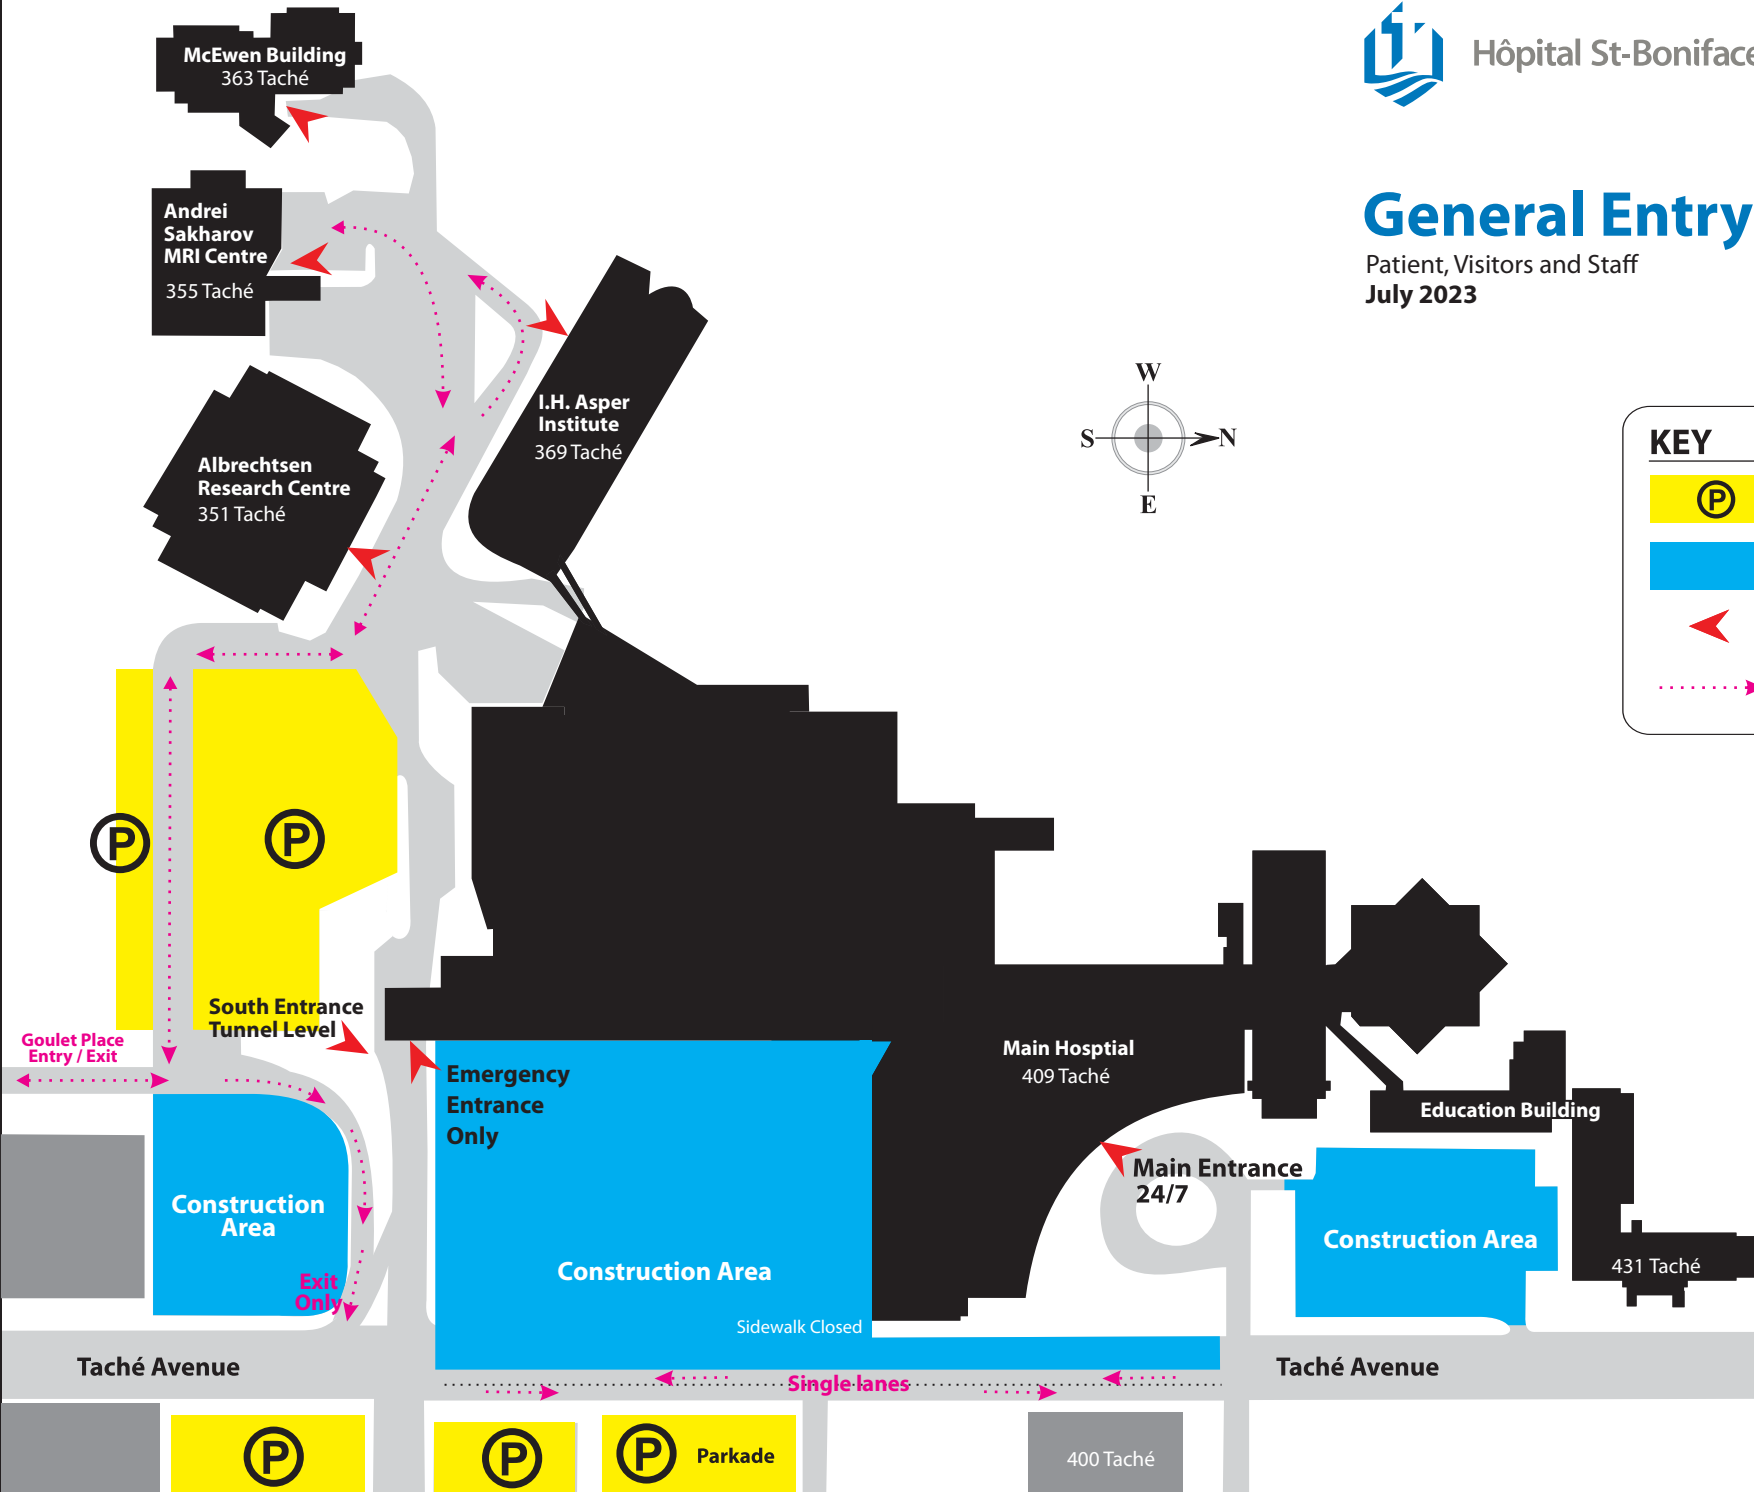 McEwen Building
363 Taché
Hôpital St-Boniface
Andrei
Sakharov
MRI Centre
355 Taché
General Entry
Patient, Visitors and Staff
July 2023
I.H. Asper
Institute
369 Taché
W
S
N
E
KEY
P
Albrechtsen
Research Centre
351 Taché
P
P
South Entrance
Tunnel Level
Goulet Place
Entry / Exit
Emergency
Entrance
Only
Main Hosptial
409 Taché
Education Building
Main Entrance
24/7
Construction
Area
Construction Area
Construction Area
431 Taché
Exit
Only
Sidewalk Closed
Taché Avenue
Single lanes
Taché Avenue
P
P
P
Parkade
400 Taché